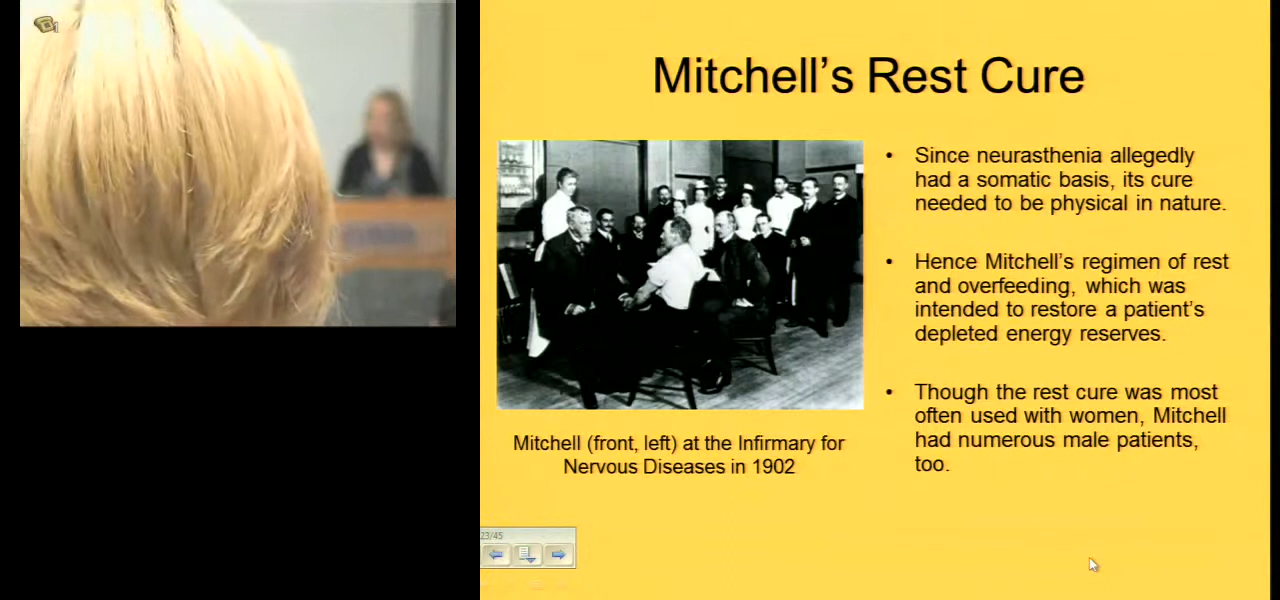 Mitchell’s Rest Cure
• Since neurasthenia allegedly
had a somatic basis, its cure
needed to be physical in nature.
• Hence Mitchell’s regimen of rest
and overfeeding, which was
intended to restore a patient’s
depleted energy reserves.
• Though the rest cure was most
often used with women, Mitchell
had numerous male patients,
too.
Mitchell (front, left) at the Infirmary for
Nervous Diseases in 1902
23/45